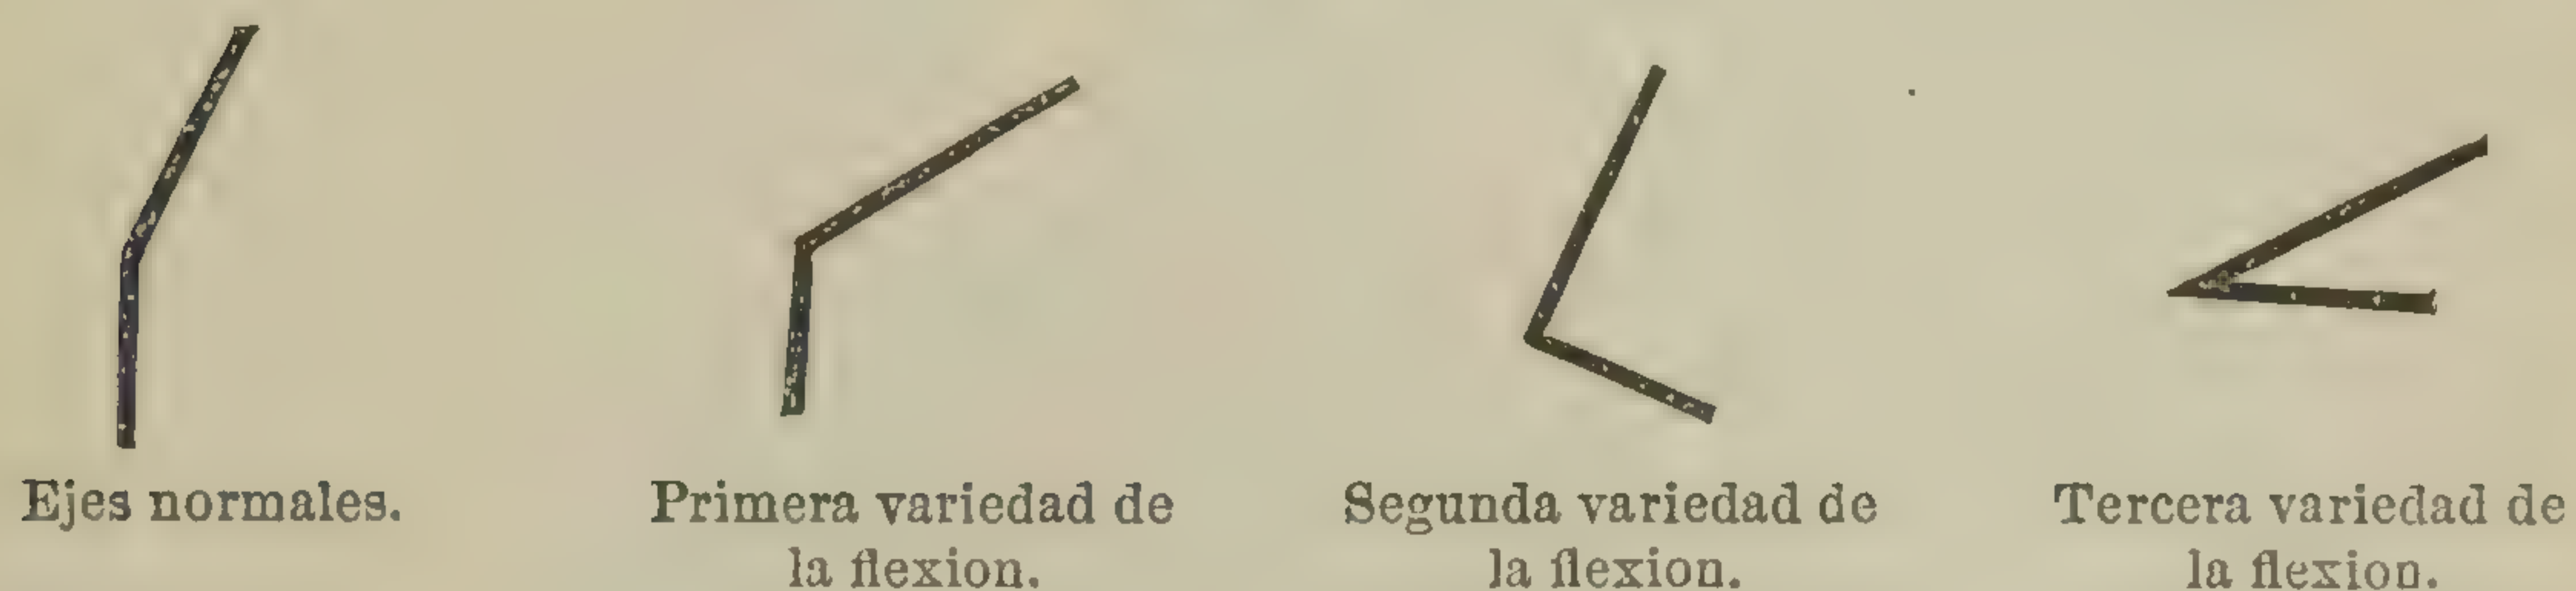 Ejes normales.
Primera variedad de
la flexion.
Segunda variedad de
la flexion.
Tercera variedad de
la flexion.